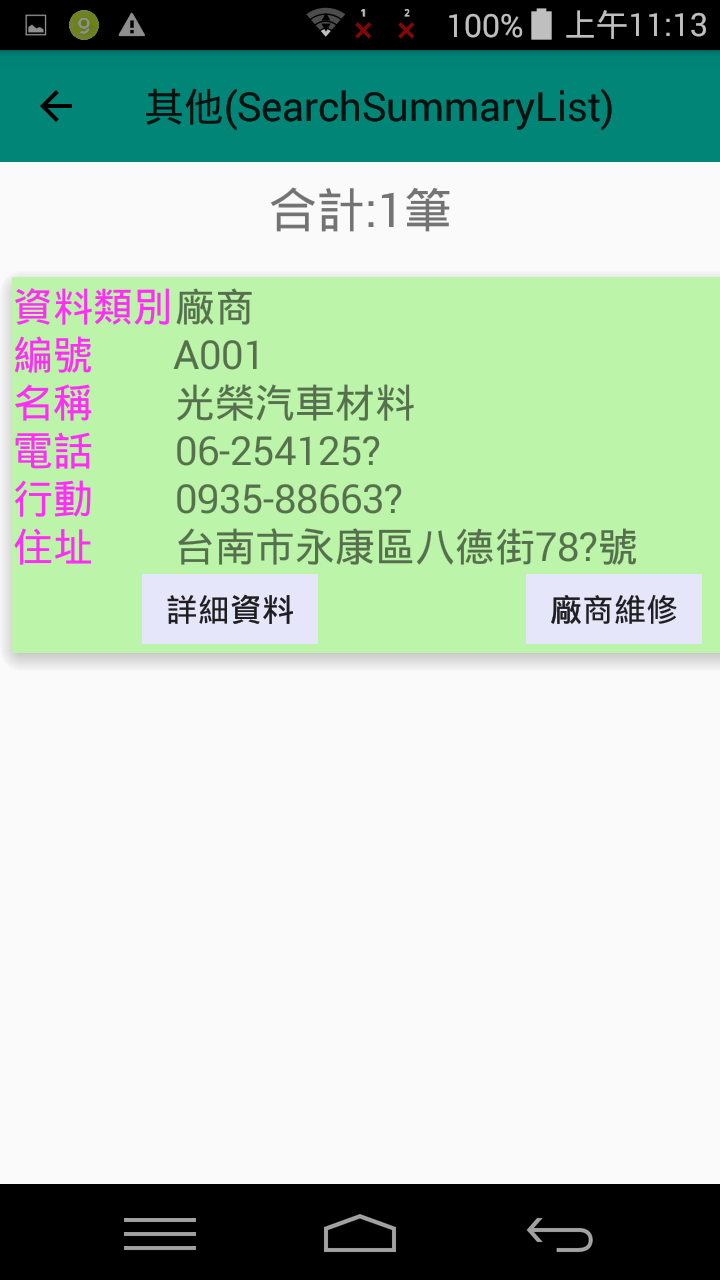 9 1 2 100% 上午11:13
其他(SearchSummaryList)
合計:1筆
資料類別 廠商
編號 A001
名稱 光榮汽車材料
電話 06-254125?
行動 0935-88663?
住址 台南市永康區八德街78?號
詳細資料 廠商維修